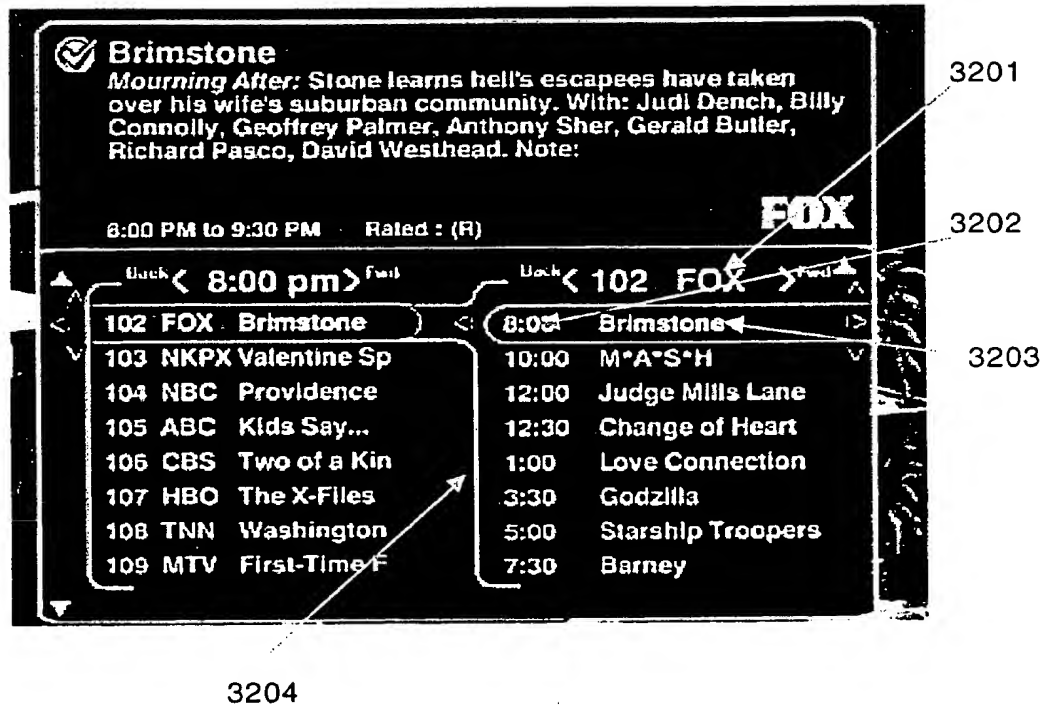 Brimstone
Mourning After: Stone learns hell's escapees have taken
over his wife's suburban community. With: Judi Dench, Billy
Connolly, Geoffrey Palmer, Anthony Sher, Gerald Butler,
Richard Pasco, David Westhead. Note:
8:00 PM to 9:30 PM Rated : (R)
FOX
Back < 8:00 pm > Fwd
Back < 102 FOX > Fwd
102 FOX Brimstone
103 NKPX Valentine Sp
104 NBC Providence
105 ABC Kids Say...
106 CBS Two of a Kin
107 HBO The X-Files
108 TNN Washington
109 MTV First-Time F
8:00 Brimstone
10:00 M*A*S*H
12:00 Judge Mills Lane
12:30 Change of Heart
1:00 Love Connection
3:30 Godzilla
5:00 Starship Troopers
7:30 Barney
3201
3202
3203
3204